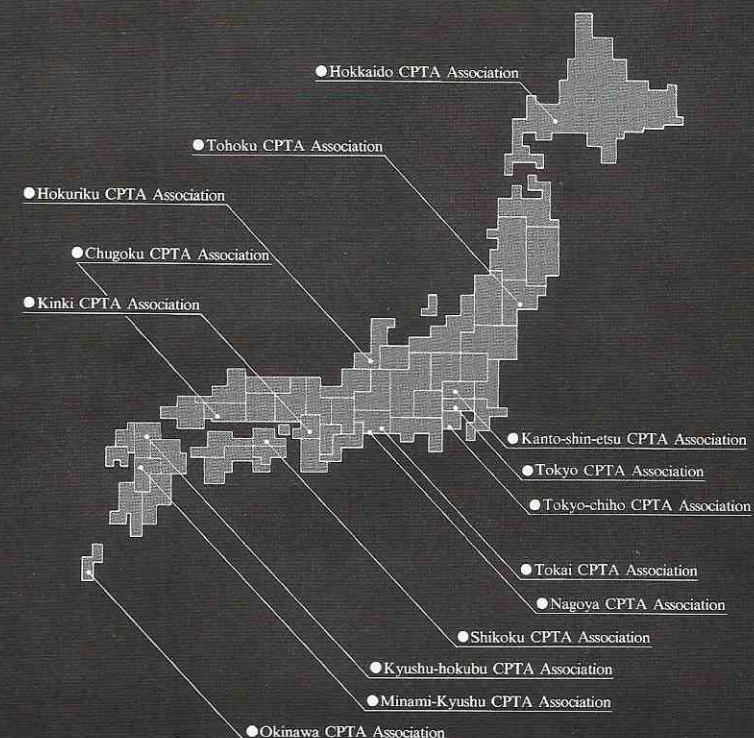 Hokkaido CPTA Association
Tohoku CPTA Association
Hokuriku CPTA Association
Chugoku CPTA Association
Kinki CPTA Association
Kanto-shin-etsu CPTA Association
Tokyo CPTA Association
Tokyo-chiho CPTA Association
Tokai CPTA Association
Nagoya CPTA Association
Shikoku CPTA Association
Kyushu-hokubu CPTA Association
Minami-Kyushu CPTA Association
Okinawa CPTA Association